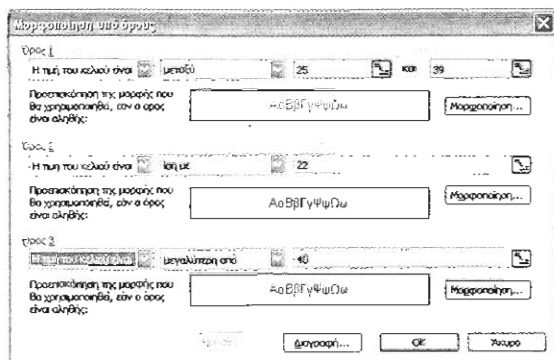 Μορφοποίηση υπό όρους
Όρος 1
Η τιμή του κελιού είναι μεταξύ 25 και 39
Προεπισκόπηση της μορφής που
θα χρησιμοποιηθεί, εάν ο όρος
είναι αληθής:
ΑαΒβΓγΨψΩω
Μορφοποίηση...
Όρος 2
Η τιμή του κελιού είναι ίση με 22
Προεπισκόπηση της μορφής που
θα χρησιμοποιηθεί, εάν ο όρος
είναι αληθής:
ΑαΒβΓγΨψΩω
Μορφοποίηση...
Όρος 3
Η τιμή του κελιού είναι μεγαλύτερη από 40
Προεπισκόπηση της μορφής που
θα χρησιμοποιηθεί, εάν ο όρος
είναι αληθής:
ΑαΒβΓγΨψΩω
Μορφοποίηση...
Διαγραφή... OK Άκυρο